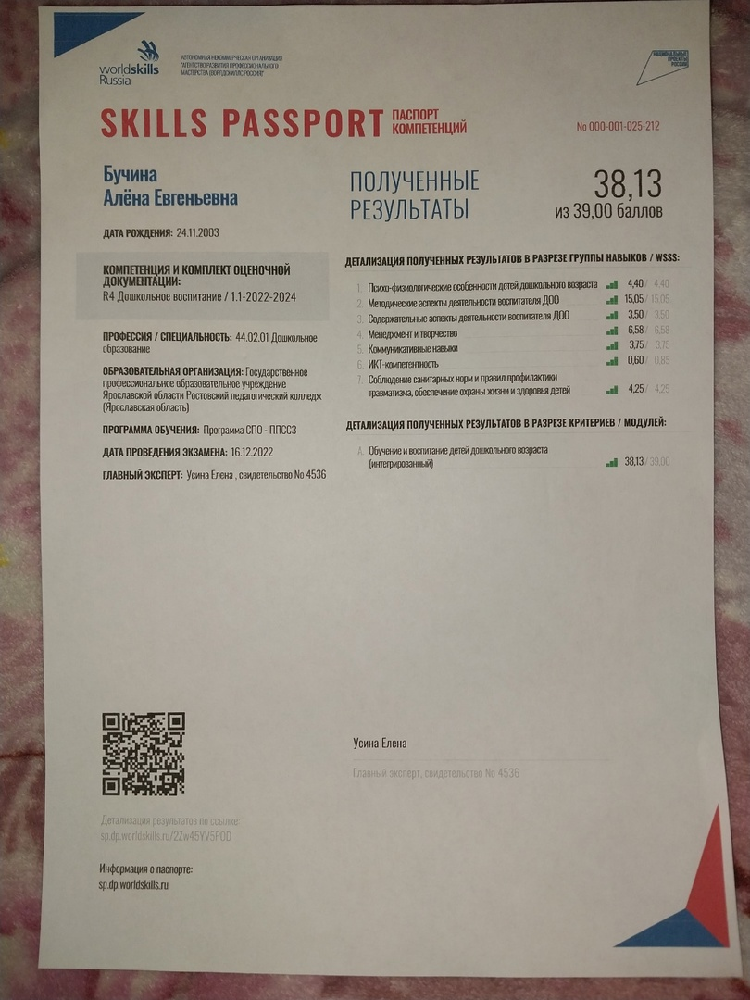 worldskills
Russia
АВТОНОМНАЯ НЕКОММЕРЧЕСКАЯ ОРГАНИЗАЦИЯ
"АГЕНТСТВО РАЗВИТИЯ ПРОФЕССИОНАЛЬНОГО
МАСТЕРСТВА (ВОРЛДСКИЛЛС РОССИЯ)"
НАЦИОНАЛЬНЫЕ
ПРОЕКТЫ
РОССИИ
SKILLS PASSPORT ПАСПОРТ
КОМПЕТЕНЦИЙ
№ 000-001-025-212
Бучина
Алёна Евгеньевна
ДАТА РОЖДЕНИЯ: 24.11.2003
КОМПЕТЕНЦИЯ И КОМПЛЕКТ ОЦЕНОЧНОЙ
ДОКУМЕНТАЦИИ:
R4 Дошкольное воспитание / 1.1-2022-2024
ПРОФЕССИЯ / СПЕЦИАЛЬНОСТЬ: 44.02.01 Дошкольное
образование
ОБРАЗОВАТЕЛЬНАЯ ОРГАНИЗАЦИЯ: Государственное
профессиональное образовательное учреждение
Ярославской области Ростовский педагогический колледж
(Ярославская область)
ПРОГРАММА ОБУЧЕНИЯ: Программа СПО - ППССЗ
ДАТА ПРОВЕДЕНИЯ ЭКЗАМЕНА: 16.12.2022
ГЛАВНЫЙ ЭКСПЕРТ: Усина Елена , свидетельство № 4536
ПОЛУЧЕННЫЕ
РЕЗУЛЬТАТЫ
38,13
из 39,00 баллов
ДЕТАЛИЗАЦИЯ ПОЛУЧЕННЫХ РЕЗУЛЬТАТОВ В РАЗРЕЗЕ ГРУППЫ НАВЫКОВ / WSSS:
1. Психо-физиологические особенности детей дошкольного возраста 4,40 / 4,40
2. Методические аспекты деятельности воспитателя ДОО 15,05 / 15,05
3. Содержательные аспекты деятельности воспитателя ДОО 3,50 / 3,50
4. Менеджмент и творчество 6,58 / 6,58
5. Коммуникативные навыки 3,75 / 3,75
6. ИКТ-компетентность 0,60 / 0,85
7. Соблюдение санитарных норм и правил профилактики
травматизма, обеспечение охраны жизни и здоровья детей 4,25 / 4,25
ДЕТАЛИЗАЦИЯ ПОЛУЧЕННЫХ РЕЗУЛЬТАТОВ В РАЗРЕЗЕ КРИТЕРИЕВ / МОДУЛЕЙ:
A. Обучение и воспитание детей дошкольного возраста
(интегрированный) 38,13 / 39,00
Усина Елена
Главный эксперт, свидетельство № 4536
Детализация результатов по ссылке:
sp.dp.worldskills.ru/2Zw45YV5POD
Информация о паспорте:
sp.dp.worldskills.ru